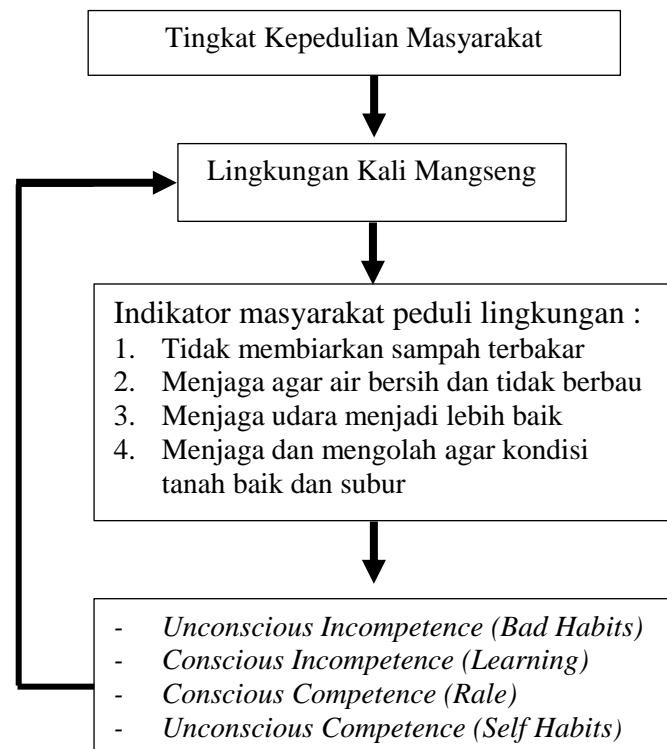 Tingkat Kepedulian Masyarakat
Lingkungan Kali Mangseng
Indikator masyarakat peduli lingkungan :
1. Tidak membiarkan sampah terbakar
2. Menjaga agar air bersih dan tidak berbau
3. Menjaga udara menjadi lebih baik
4. Menjaga dan mengolah agar kondisi
tanah baik dan subur
- Unconscious Incompetence (Bad Habits)
- Conscious Incompetence (Learning)
- Conscious Competence (Rale)
- Unconscious Competence (Self Habits)